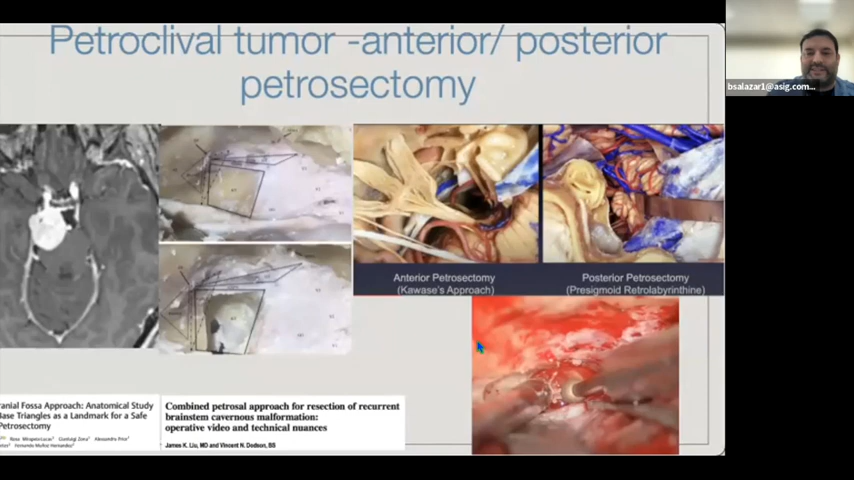 Petroclival tumor -anterior/ posterior
petrosectomy
bsalazar1@asig.com...
Anterior Petrosectomy
(Kawase's Approach)
Posterior Petrosectomy
(Presigmoid Retrolabyrinthine)
ranial Fossa Approach: Anatomical Study
Base Triangles as a Landmark for a Safe
Petrosectomy
Combined petrosal approach for resection of recurrent
brainstem cavernous malformation:
operative video and technical nuances
James K. Liu, MD and Vincent N. Dodson, BS